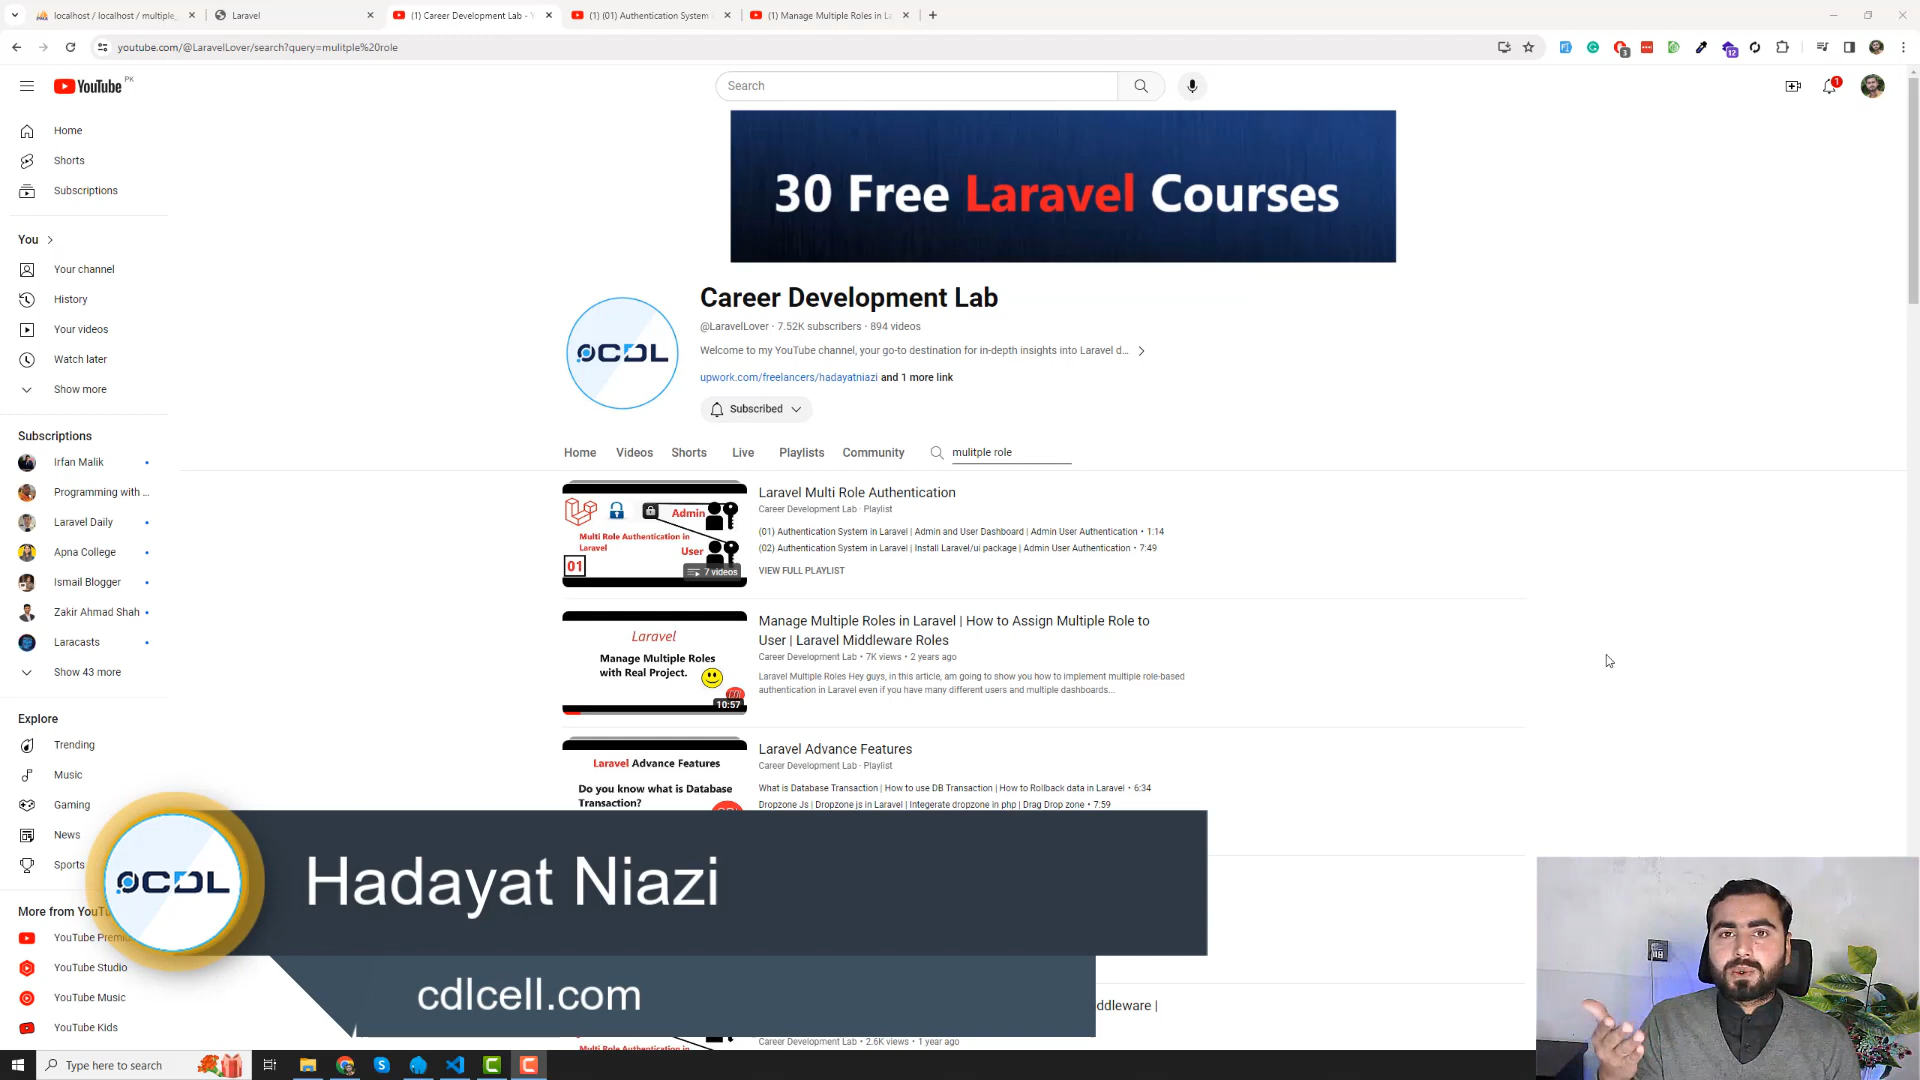 localhost / localhost / multiple_
Laravel
(1) Career Development Lab - Y
(1) (01) Authentication System
(1) Manage Multiple Roles in La
youtube.com/@LaravelLover/search?query=mulitple%20role
3
12
YouTube PK
Search
1
Home
Shorts
Subscriptions
You
Your channel
History
Your videos
Watch later
Show more
Subscriptions
Irfan Malik
Programming with ...
Laravel Daily
Apna College
Ismail Blogger
Zakir Ahmad Shah
Laracasts
Show 43 more
Explore
Trending
Music
Gaming
News
Sports
More from YouTu
YouTube Premiu
YouTube Studio
YouTube Music
YouTube Kids
30 Free Laravel Courses
CDL
Career Development Lab
@LaravelLover · 7.52K subscribers · 894 videos
Welcome to my YouTube channel, your go-to destination for in-depth insights into Laravel d...
upwork.com/freelancers/hadayatniazi and 1 more link
Subscribed
Home Videos Shorts Live Playlists Community mulitple role
Admin
Multi Role Authentication in
Laravel
User
01
7 videos
Laravel Multi Role Authentication
Career Development Lab · Playlist
(01) Authentication System in Laravel | Admin and User Dashboard | Admin User Authentication • 1:14
(02) Authentication System in Laravel | Install Laravel/ui package | Admin User Authentication • 7:49
VIEW FULL PLAYLIST
Laravel
Manage Multiple Roles
with Real Project.
CDL
10:57
Manage Multiple Roles in Laravel | How to Assign Multiple Role to
User | Laravel Middleware Roles
Career Development Lab • 7K views • 2 years ago
Laravel Multiple Roles Hey guys, in this article, am going to show you how to implement multiple role-based
authentication in Laravel even if you have many different users and multiple dashboards...
Laravel Advance Features
Do you know what is Database
Transaction?
Laravel Advance Features
Career Development Lab · Playlist
What is Database Transaction | How to use DB Transaction | How to Rollback data in Laravel • 6:34
Dropzone Js | Dropzone js in Laravel | Integerate dropzone in php | Drag Drop zone • 7:59
CDL
Hadayat Niazi
cdlcell.com
ddleware |
Career Development Lab • 2.6K views • 1 year ago
Multi Role Authentication in
Type here to search